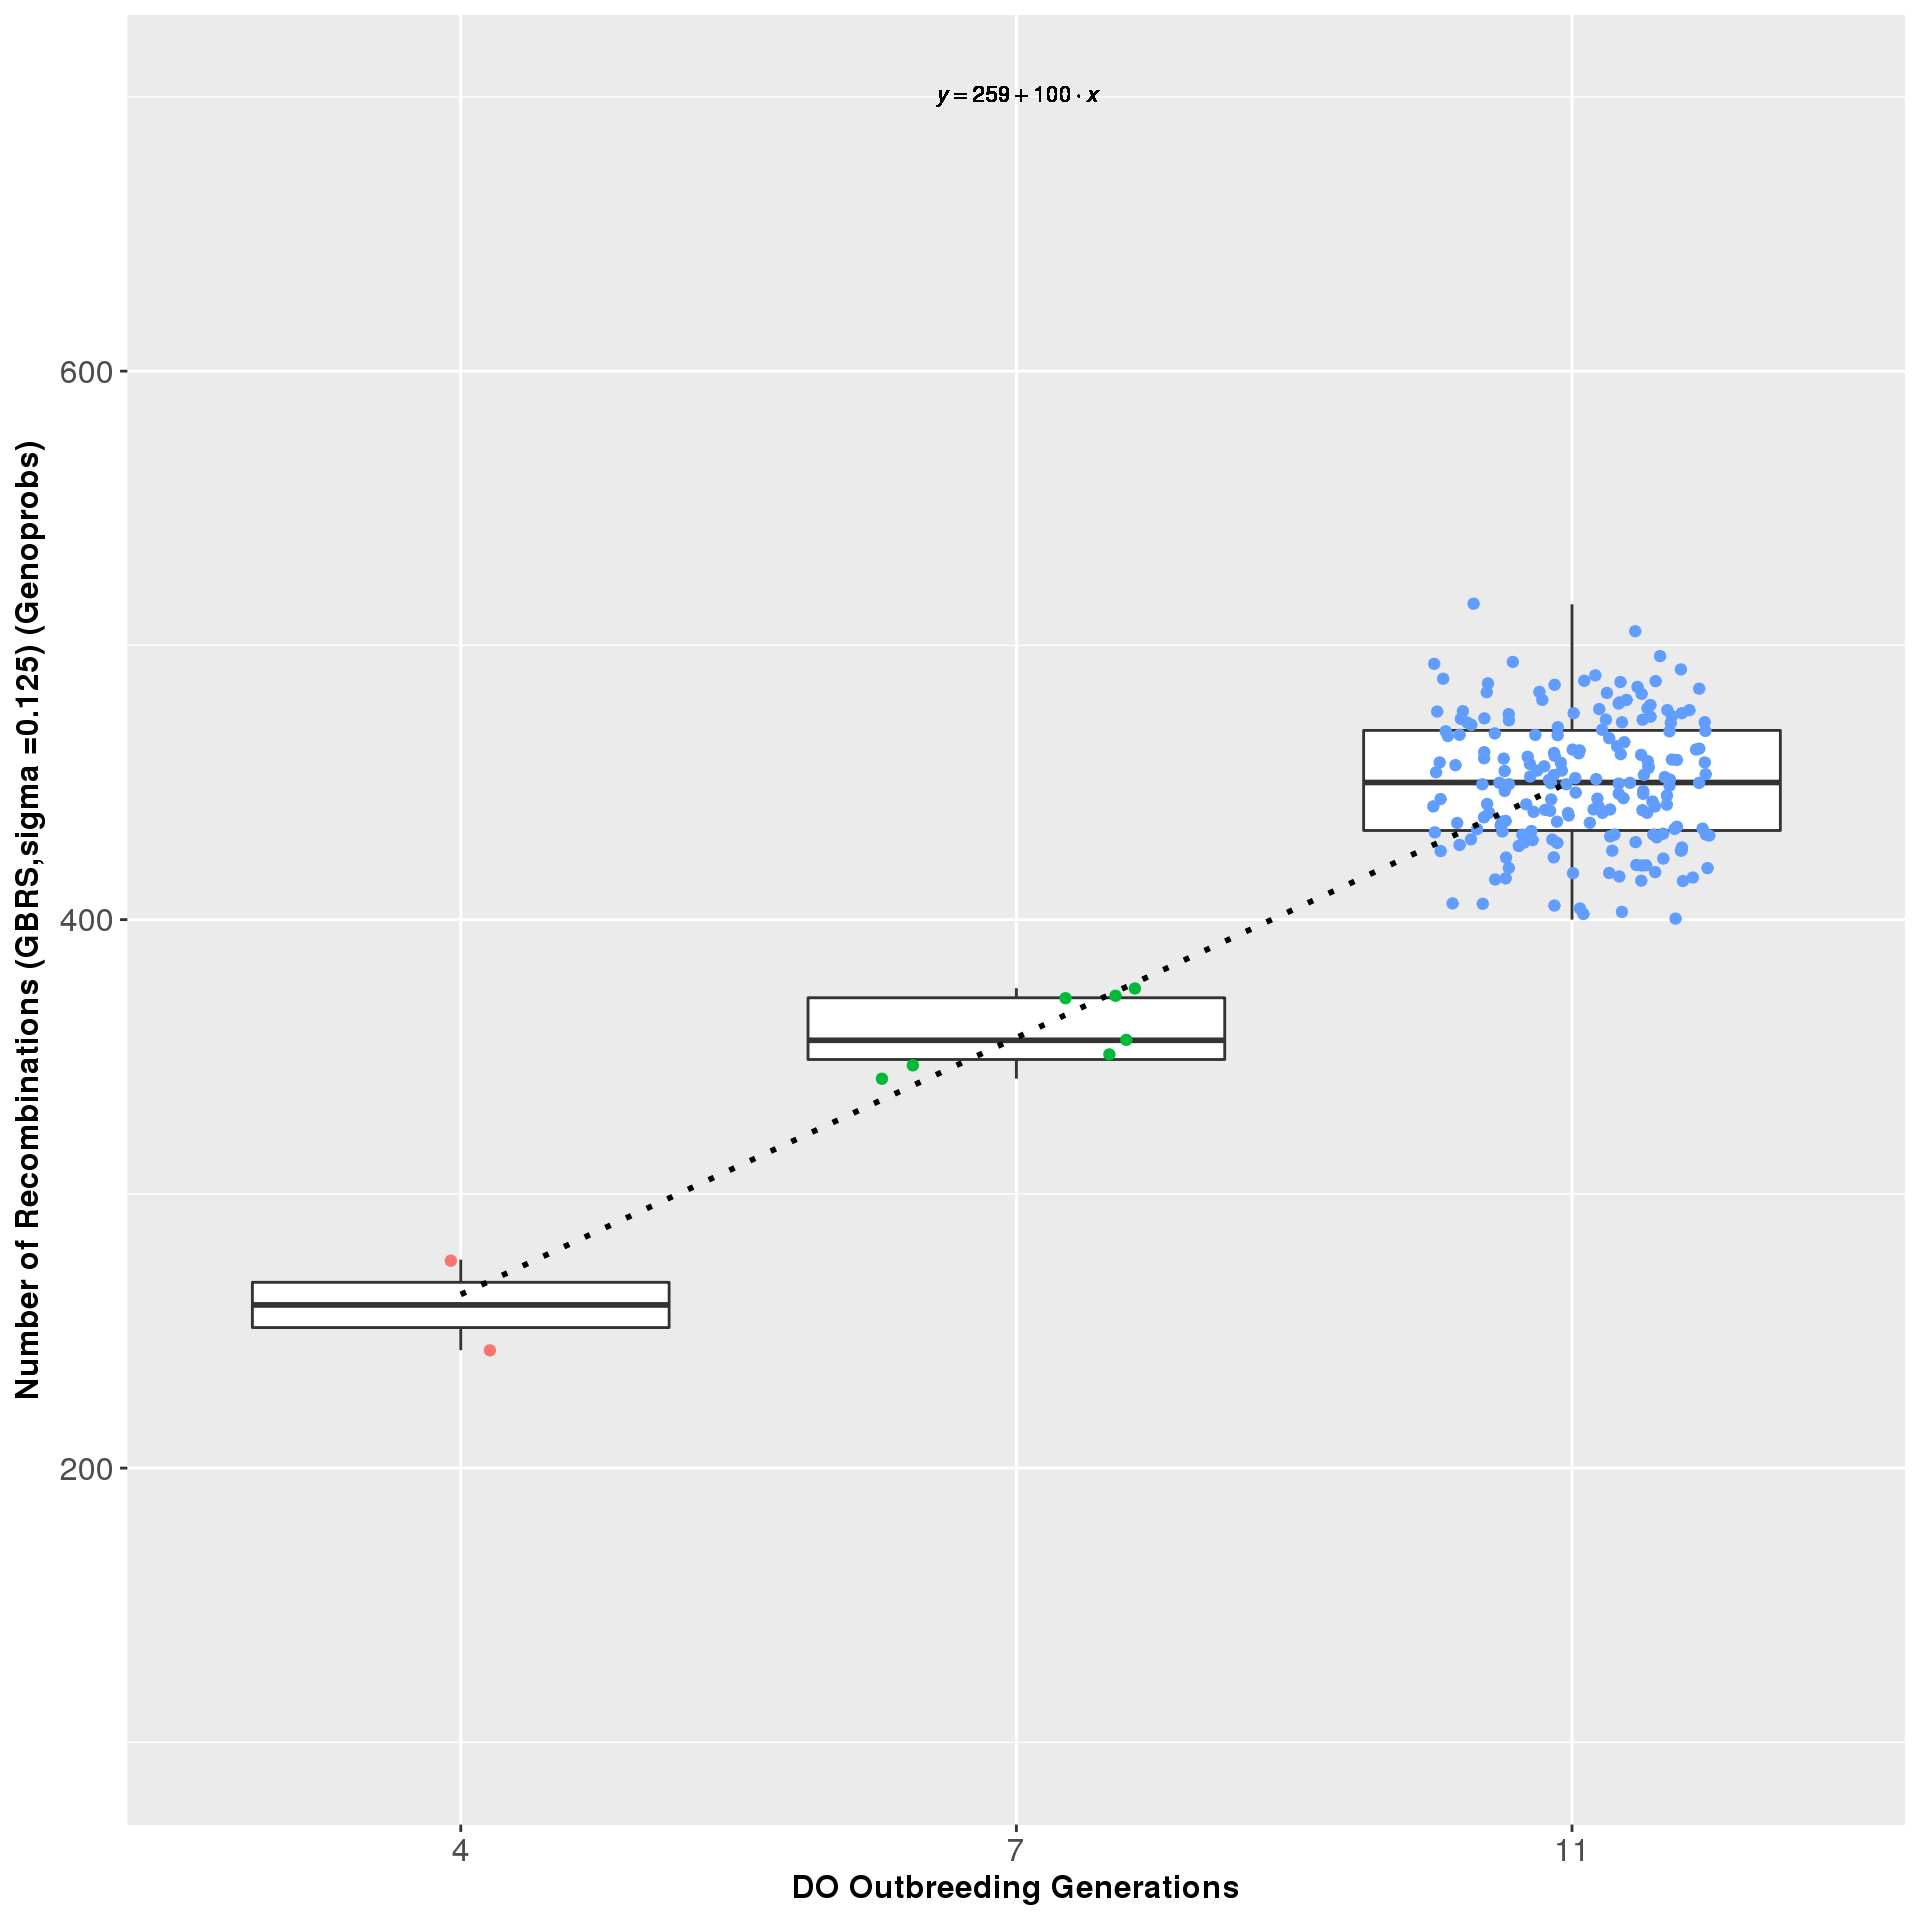 y = 259 + 100 · x
600
400
200
Number of Recombinations (GBRS,sigma =0.125) (Genoprobs)
4 7 11
DO Outbreeding Generations